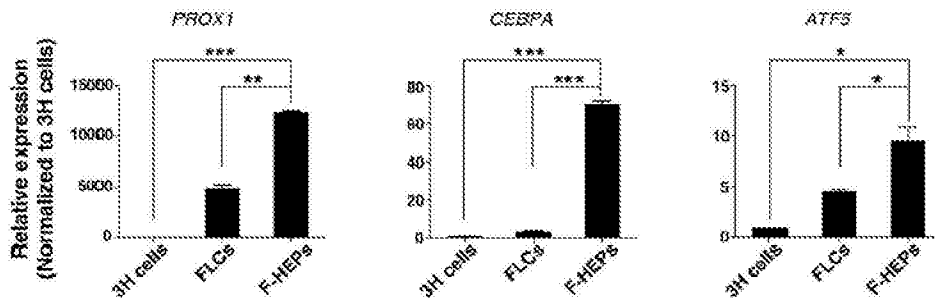 PROX1 CEBPA ATF5
*** *** *
** *** *
Relative expression
(Normalized to 3H cells)
15000 80 15
10000 60 10
5000 40 5
0 20 0
0
3H cells FLCs F-HEPs 3H cells FLCs F-HEPs 3H cells FLCs F-HEPs